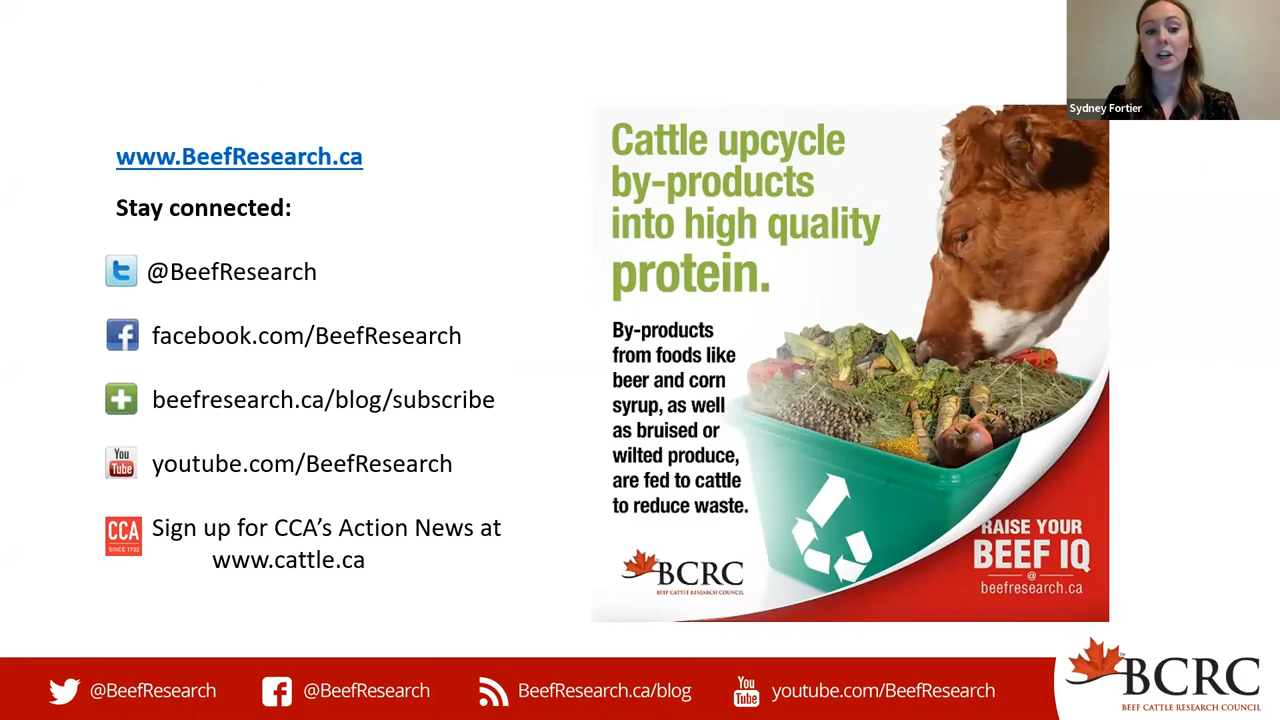 Sydney Fortier
www.BeefResearch.ca
Stay connected:
@BeefResearch
facebook.com/BeefResearch
beefresearch.ca/blog/subscribe
You
Tube
youtube.com/BeefResearch
CCA
SINCE 1932
Sign up for CCA's Action News at
www.cattle.ca
Cattle upcycle
by-products
into high quality
protein.
By-products
from foods like
beer and corn
syrup, as well
as bruised or
wilted produce,
are fed to cattle
to reduce waste.
BCRC
BEEF CATTLE RESEARCH COUNCIL
RAISE YOUR
BEEF IQ
@
beefresearch.ca
@BeefResearch
@BeefResearch
BeefResearch.ca/blog
You
Tube
youtube.com/BeefResearch
BCRC
BEEF CATTLE RESEARCH COUNCIL